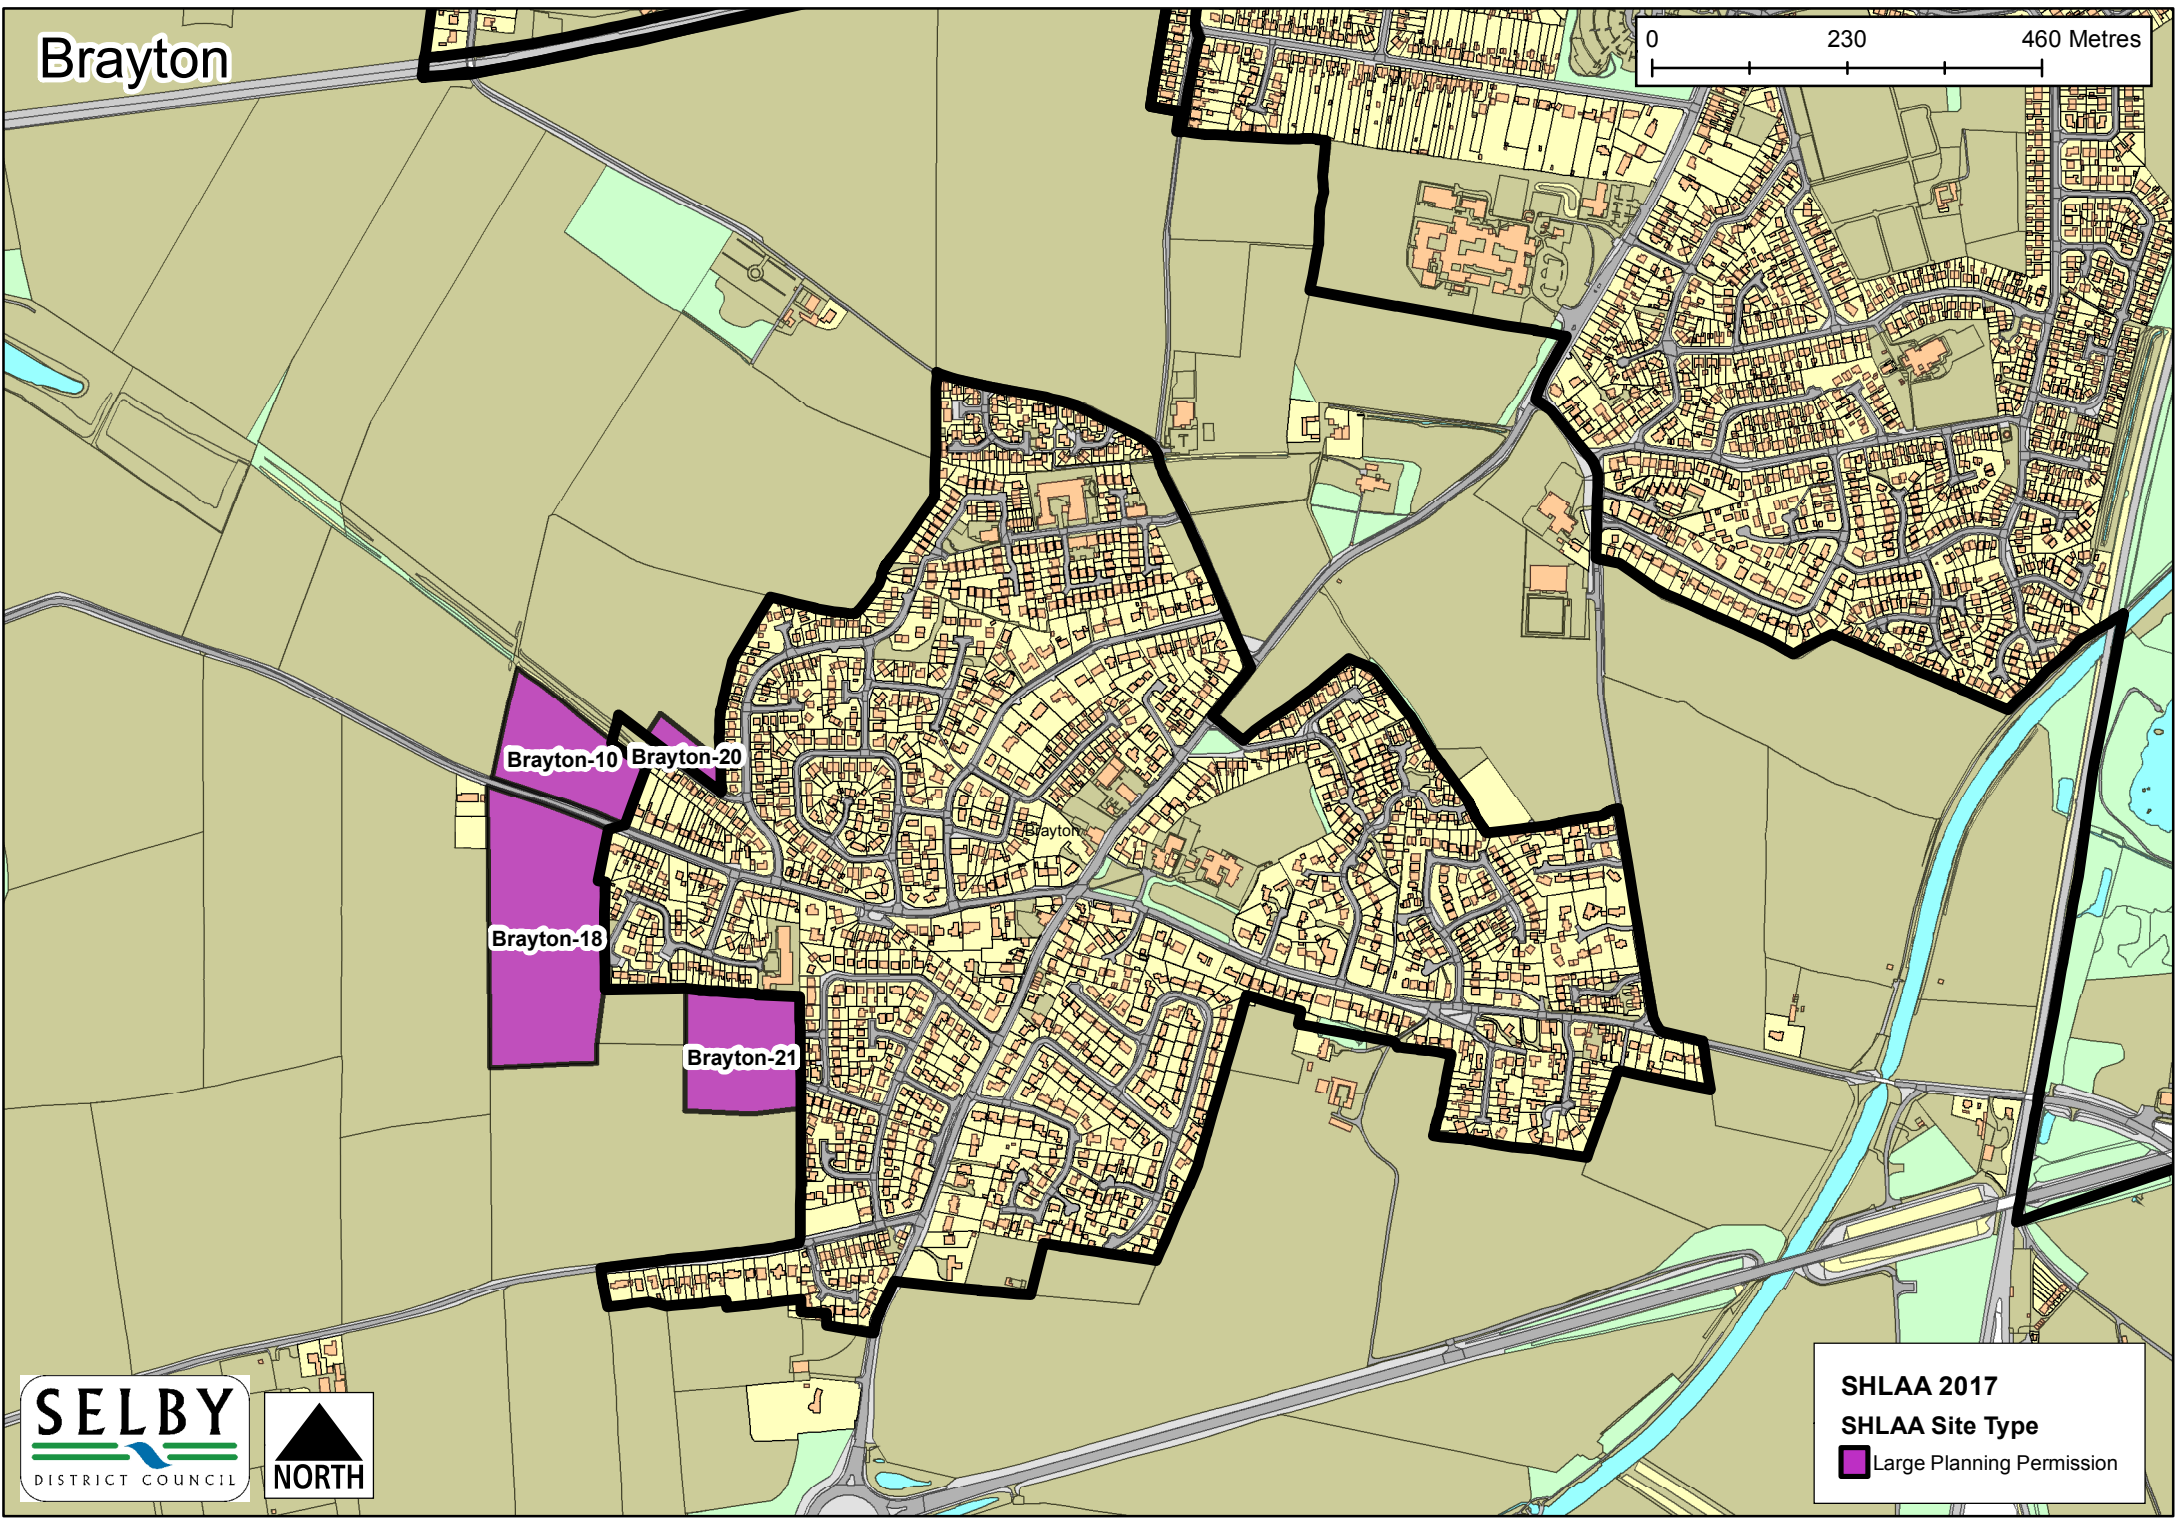 Brayton
0 230 460 Metres
Brayton-10
Brayton-20
Brayton
Brayton-18
Brayton-21
SELBY
DISTRICT COUNCIL
NORTH
SHLAA 2017
SHLAA Site Type
Large Planning Permission